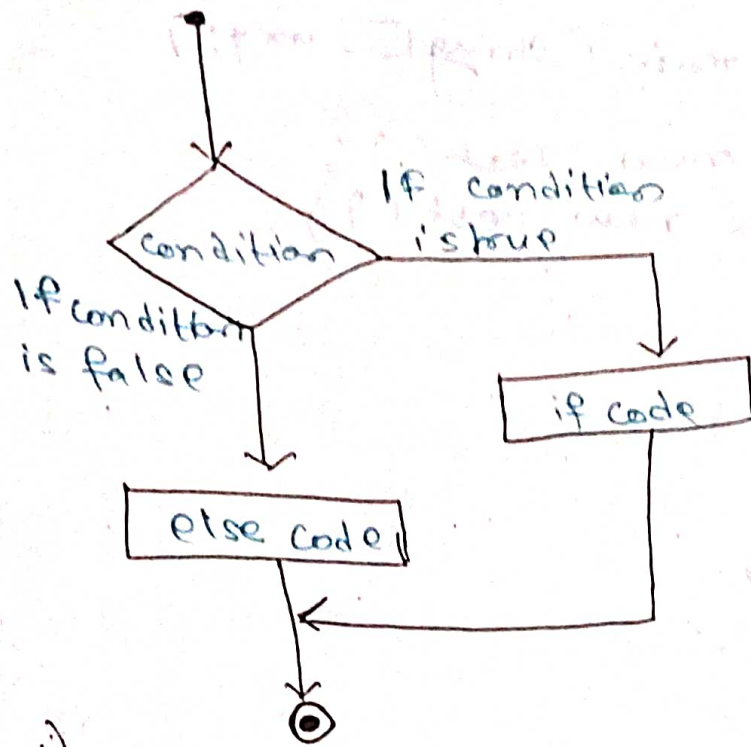 If condition
is true
condition
If condition
is false
if code
else code
i)